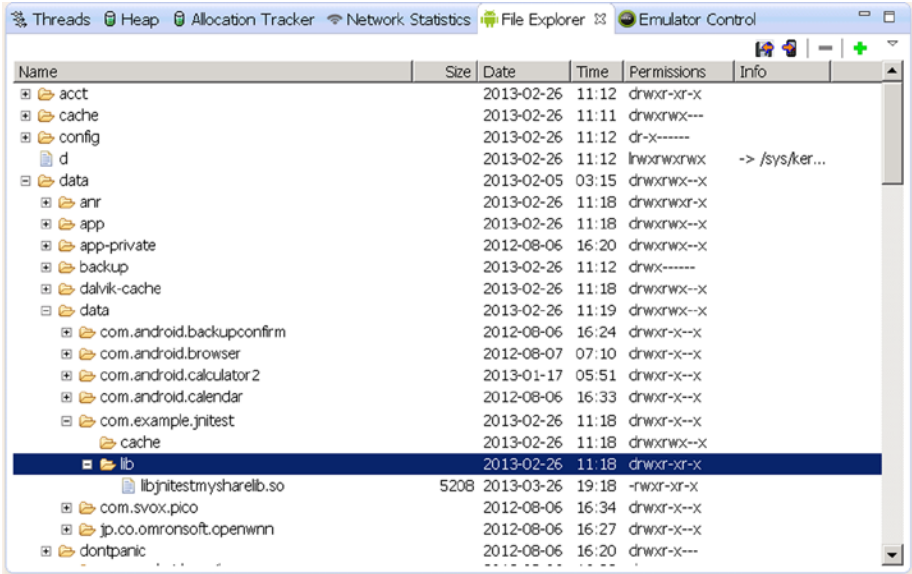 Threads Heap Allocation Tracker Network Statistics File Explorer Emulator Control
Name Size Date Time Permissions Info
acct 2013-02-26 11:12 drwxr-xr-x
cache 2013-02-26 11:11 drwxrwx---
config 2013-02-26 11:12 dr-x------
d 2013-02-26 11:12 lrwxrwxrwx -> /sys/ker...
data 2013-02-05 03:15 drwxrwx--x
anr 2013-02-26 11:18 drwxrwxr-x
app 2013-02-26 11:18 drwxrwx--x
app-private 2012-08-06 16:20 drwxrwx--x
backup 2013-02-26 11:12 drwx------
dalvik-cache 2013-02-26 11:18 drwxrwx--x
data 2013-02-26 11:19 drwxrwx--x
com.android.backupconfirm 2012-08-06 16:24 drwxr-x--x
com.android.browser 2012-08-07 07:10 drwxr-x--x
com.android.calculator2 2013-01-17 05:51 drwxr-x--x
com.android.calendar 2012-08-06 16:33 drwxr-x--x
com.example.jnitest 2013-02-26 11:18 drwxr-x--x
cache 2013-02-26 11:18 drwxrwx--x
lib 2013-02-26 11:18 drwxr-xr-x
libjnitestmysharelib.so 5208 2013-03-26 19:18 -rwxr-xr-x
com.svox.pico 2012-08-06 16:34 drwxr-x--x
jp.co.omronsoft.openwnn 2012-08-06 16:27 drwxr-x--x
dontpanic 2012-08-06 16:20 drwxr-x---